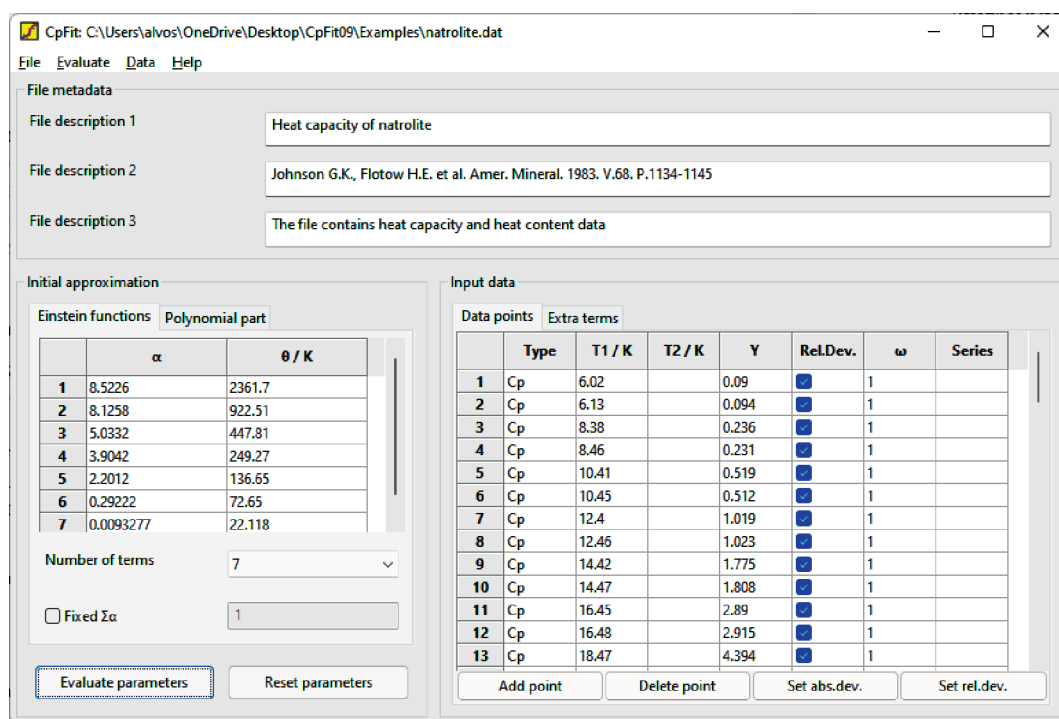 CpFit: C:\Users\alvos\OneDrive\Desktop\CpFit09\Examples\natrolite.dat
File Evaluate Data Help
File metadata
File description 1 Heat capacity of natrolite
File description 2 Johnson G.K., Flotow H.E. et al. Amer. Mineral. 1983. V.68. P.1134-1145
File description 3 The file contains heat capacity and heat content data
Initial approximation
Einstein functions Polynomial part
α θ / K
1 8.5226 2361.7
2 8.1258 922.51
3 5.0332 447.81
4 3.9042 249.27
5 2.2012 136.65
6 0.29222 72.65
7 0.0093277 22.118
Number of terms 7
Fixed Σα 1
Evaluate parameters Reset parameters
Input data
Data points Extra terms
Type T1 / K T2 / K Y Rel.Dev. ω Series
1 Cp 6.02 0.09 1
2 Cp 6.13 0.094 1
3 Cp 8.38 0.236 1
4 Cp 8.46 0.231 1
5 Cp 10.41 0.519 1
6 Cp 10.45 0.512 1
7 Cp 12.4 1.019 1
8 Cp 12.46 1.023 1
9 Cp 14.42 1.775 1
10 Cp 14.47 1.808 1
11 Cp 16.45 2.89 1
12 Cp 16.48 2.915 1
13 Cp 18.47 4.394 1
Add point Delete point Set abs.dev. Set rel.dev.